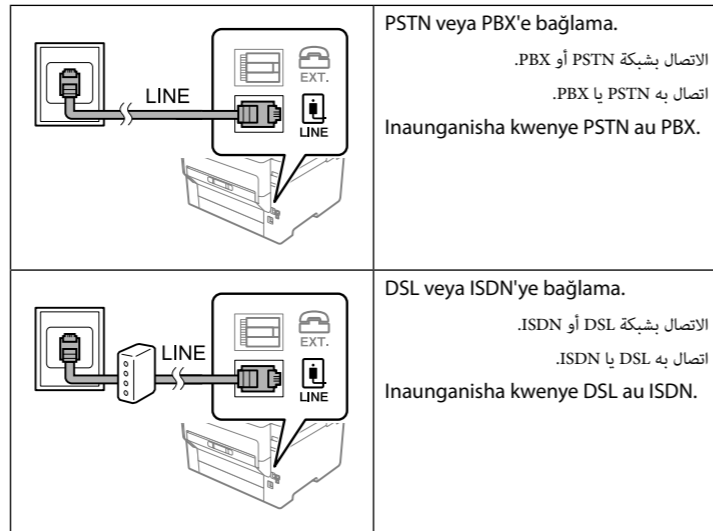 EXT.
LINE
LINE
PSTN veya PBX'e bağlama.
الاتصال بشبكة PSTN أو PBX.
اتصال به PSTN یا PBX.
Inaunganisha kwenye PSTN au PBX.
EXT.
LINE
LINE
DSL veya ISDN'ye bağlama.
الاتصال بشبكة DSL أو ISDN.
اتصال به DSL یا ISDN.
Inaunganisha kwenye DSL au ISDN.